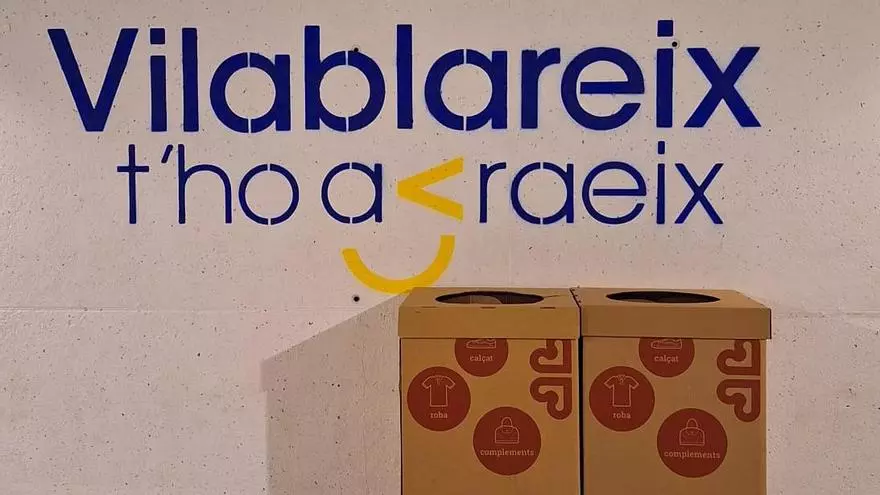 Vilablareix
t'ho a<raeix
calçat
roba
complements
calçat
roba
complements